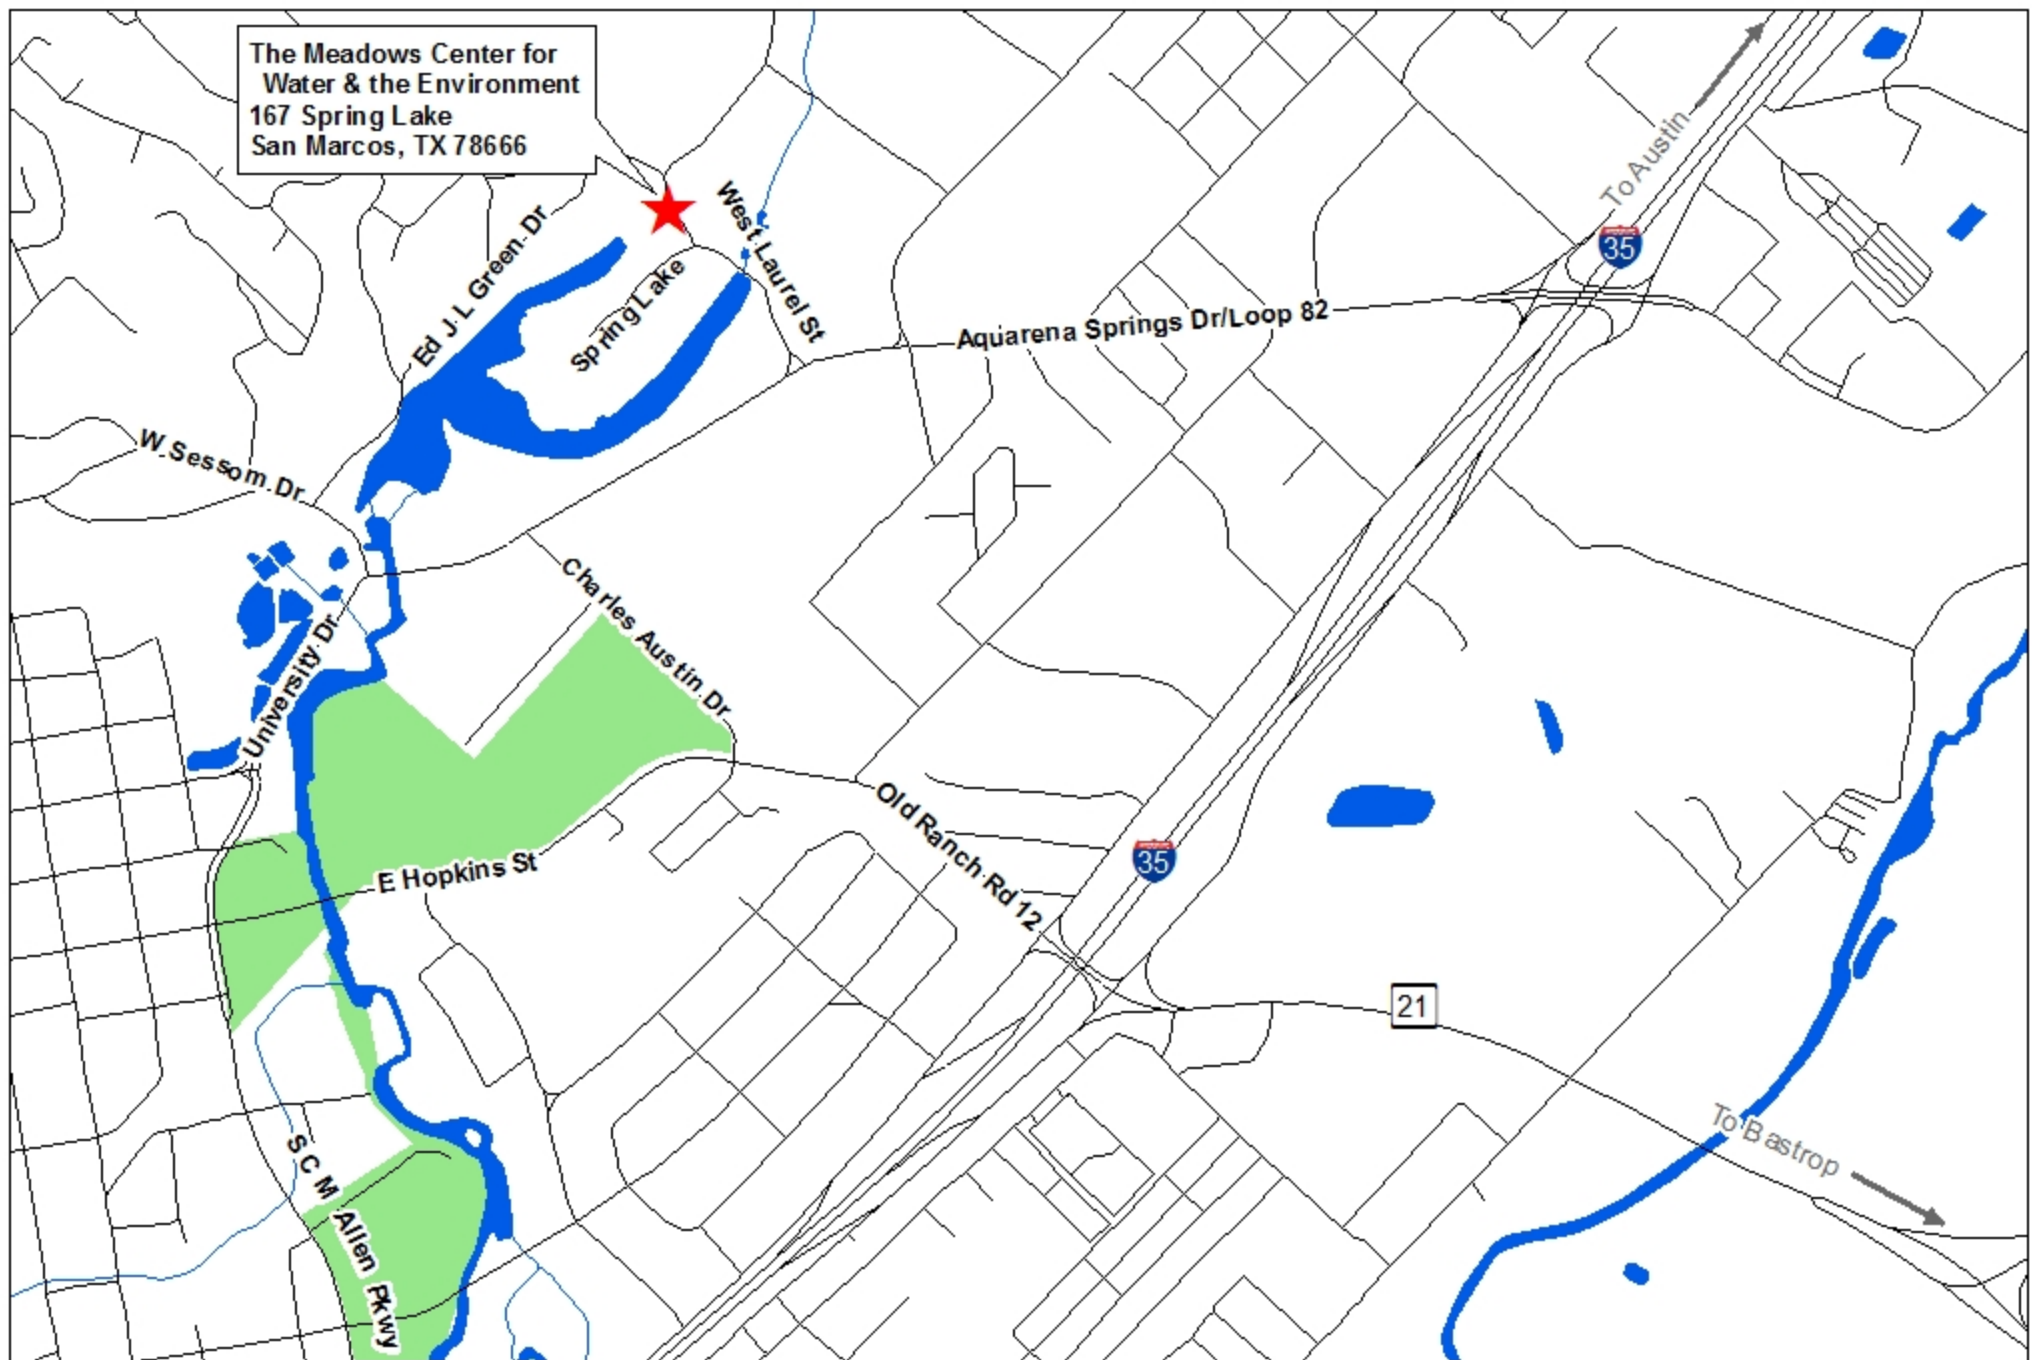 The Meadows Center for
Water & the Environment
167 Spring Lake
San Marcos, TX 78666
To Austin
35
West Laurel St
Ed J L Green Dr
Spring Lake
Aquarena Springs Dr/Loop 82
W Sessom Dr
Charles Austin Dr
University Dr
Old Ranch Rd 12
35
E Hopkins St
21
To Bastrop
S C M Allen Pkwy